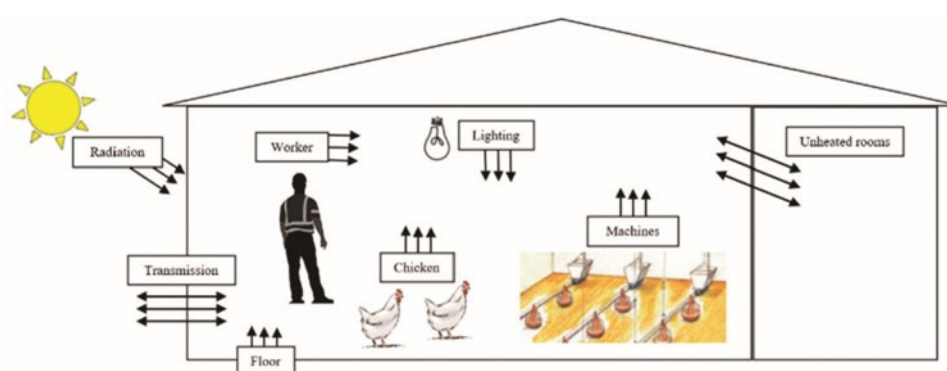 Radiation
Worker
Lighting
Unheated rooms
Machines
Transmission
Chicken
Floor